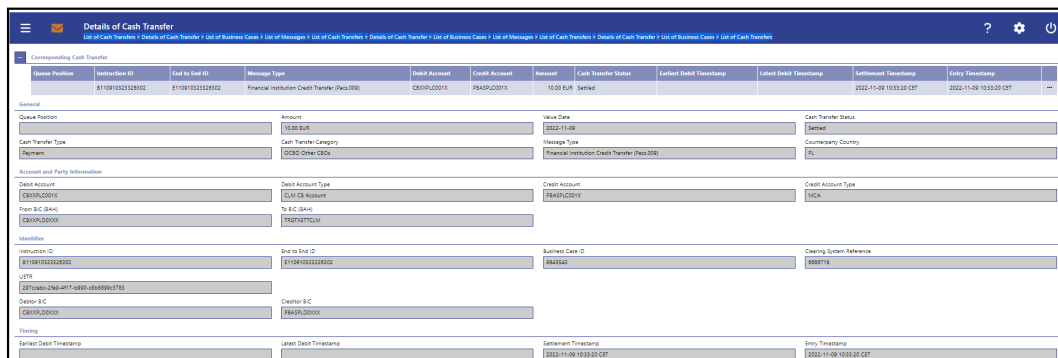 Details of Cash Transfer
List of Cash Transfers > Details of Cash Transfer > List of Business Cases > List of Messages > List of Cash Transfers > Details of Cash Transfer > List of Business Cases > List of Messages > List of Cash Transfers > Details of Cash Transfer > List of Business Cases > List of Cash Transfers
Corresponding Cash Transfer
Queue Position Instruction ID End to End ID Message Type Debit Account Credit Account Amount Cash Transfer Status Earliest Debit Timestamp Latest Debit Timestamp Settlement Timestamp Entry Timestamp
B110910323326302 E110910323326302 Financial Institution Credit Transfer (Pacs.009) CBXXPLC001X PBASPLC001X 10.00 EUR Settled 2022-11-09 10:33:20 CET 2022-11-09 10:33:20 CET ...
General
Queue Position Amount Value Date Cash Transfer Status
10.00 EUR 2022-11-09 Settled
Cash Transfer Type Cash Transfer Category Message Type Counterparty Country
Payment OCBO Other CBOs Financial Institution Credit Transfer (Pacs.009) PL
Account and Party Information
Debit Account Debit Account Type Credit Account Credit Account Type
CBXXPLC001X CLM CB Account PBASPLC001X MCA
From BIC (BAH) To BIC (BAH)
CBXXPLD0XXX TRGTXETTCLM
Identifier
Instruction ID End to End ID Business Case ID Clearing System Reference
B110910323326302 E110910323326302 8945543 6686718
UETR
Debtor BIC Creditor BIC
CBXXPLD0XXX PBASPLD0XXX
Timing
Earliest Debit Timestamp Latest Debit Timestamp Settlement Timestamp Entry Timestamp
2022-11-09 10:33:20 CET 2022-11-09 10:33:20 CET